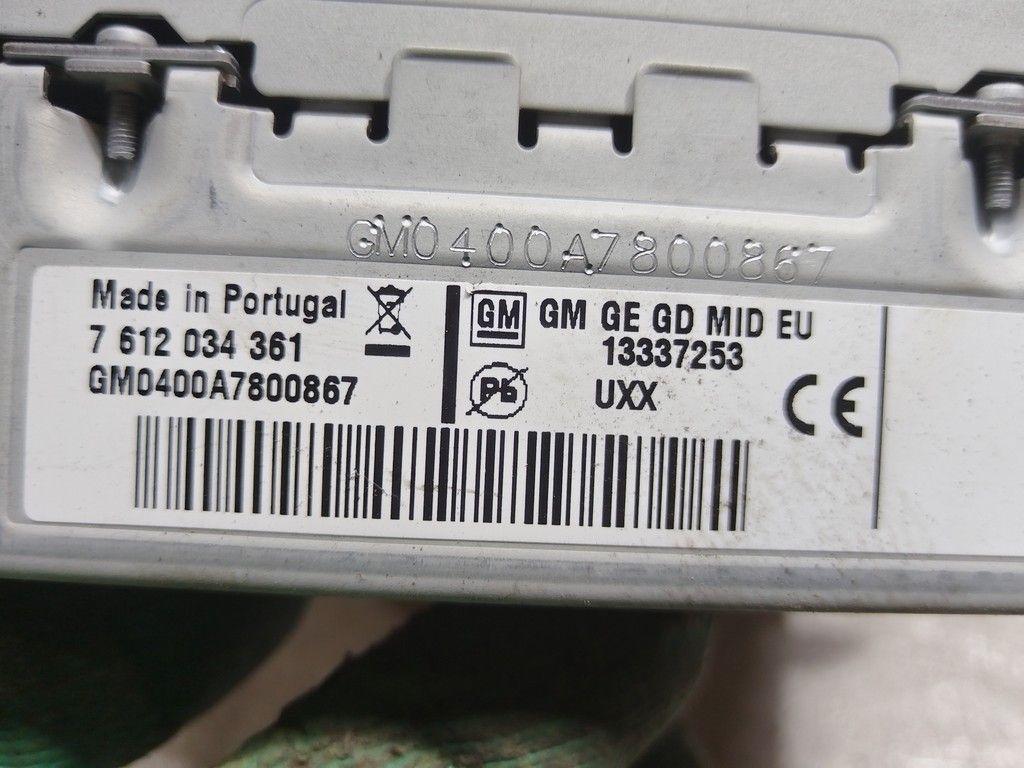 GM0400A7800867
Made in Portugal
7 612 034 361
GM0400A7800867
GM GM GE GD MID EU
13337253
Pb UXX
CE